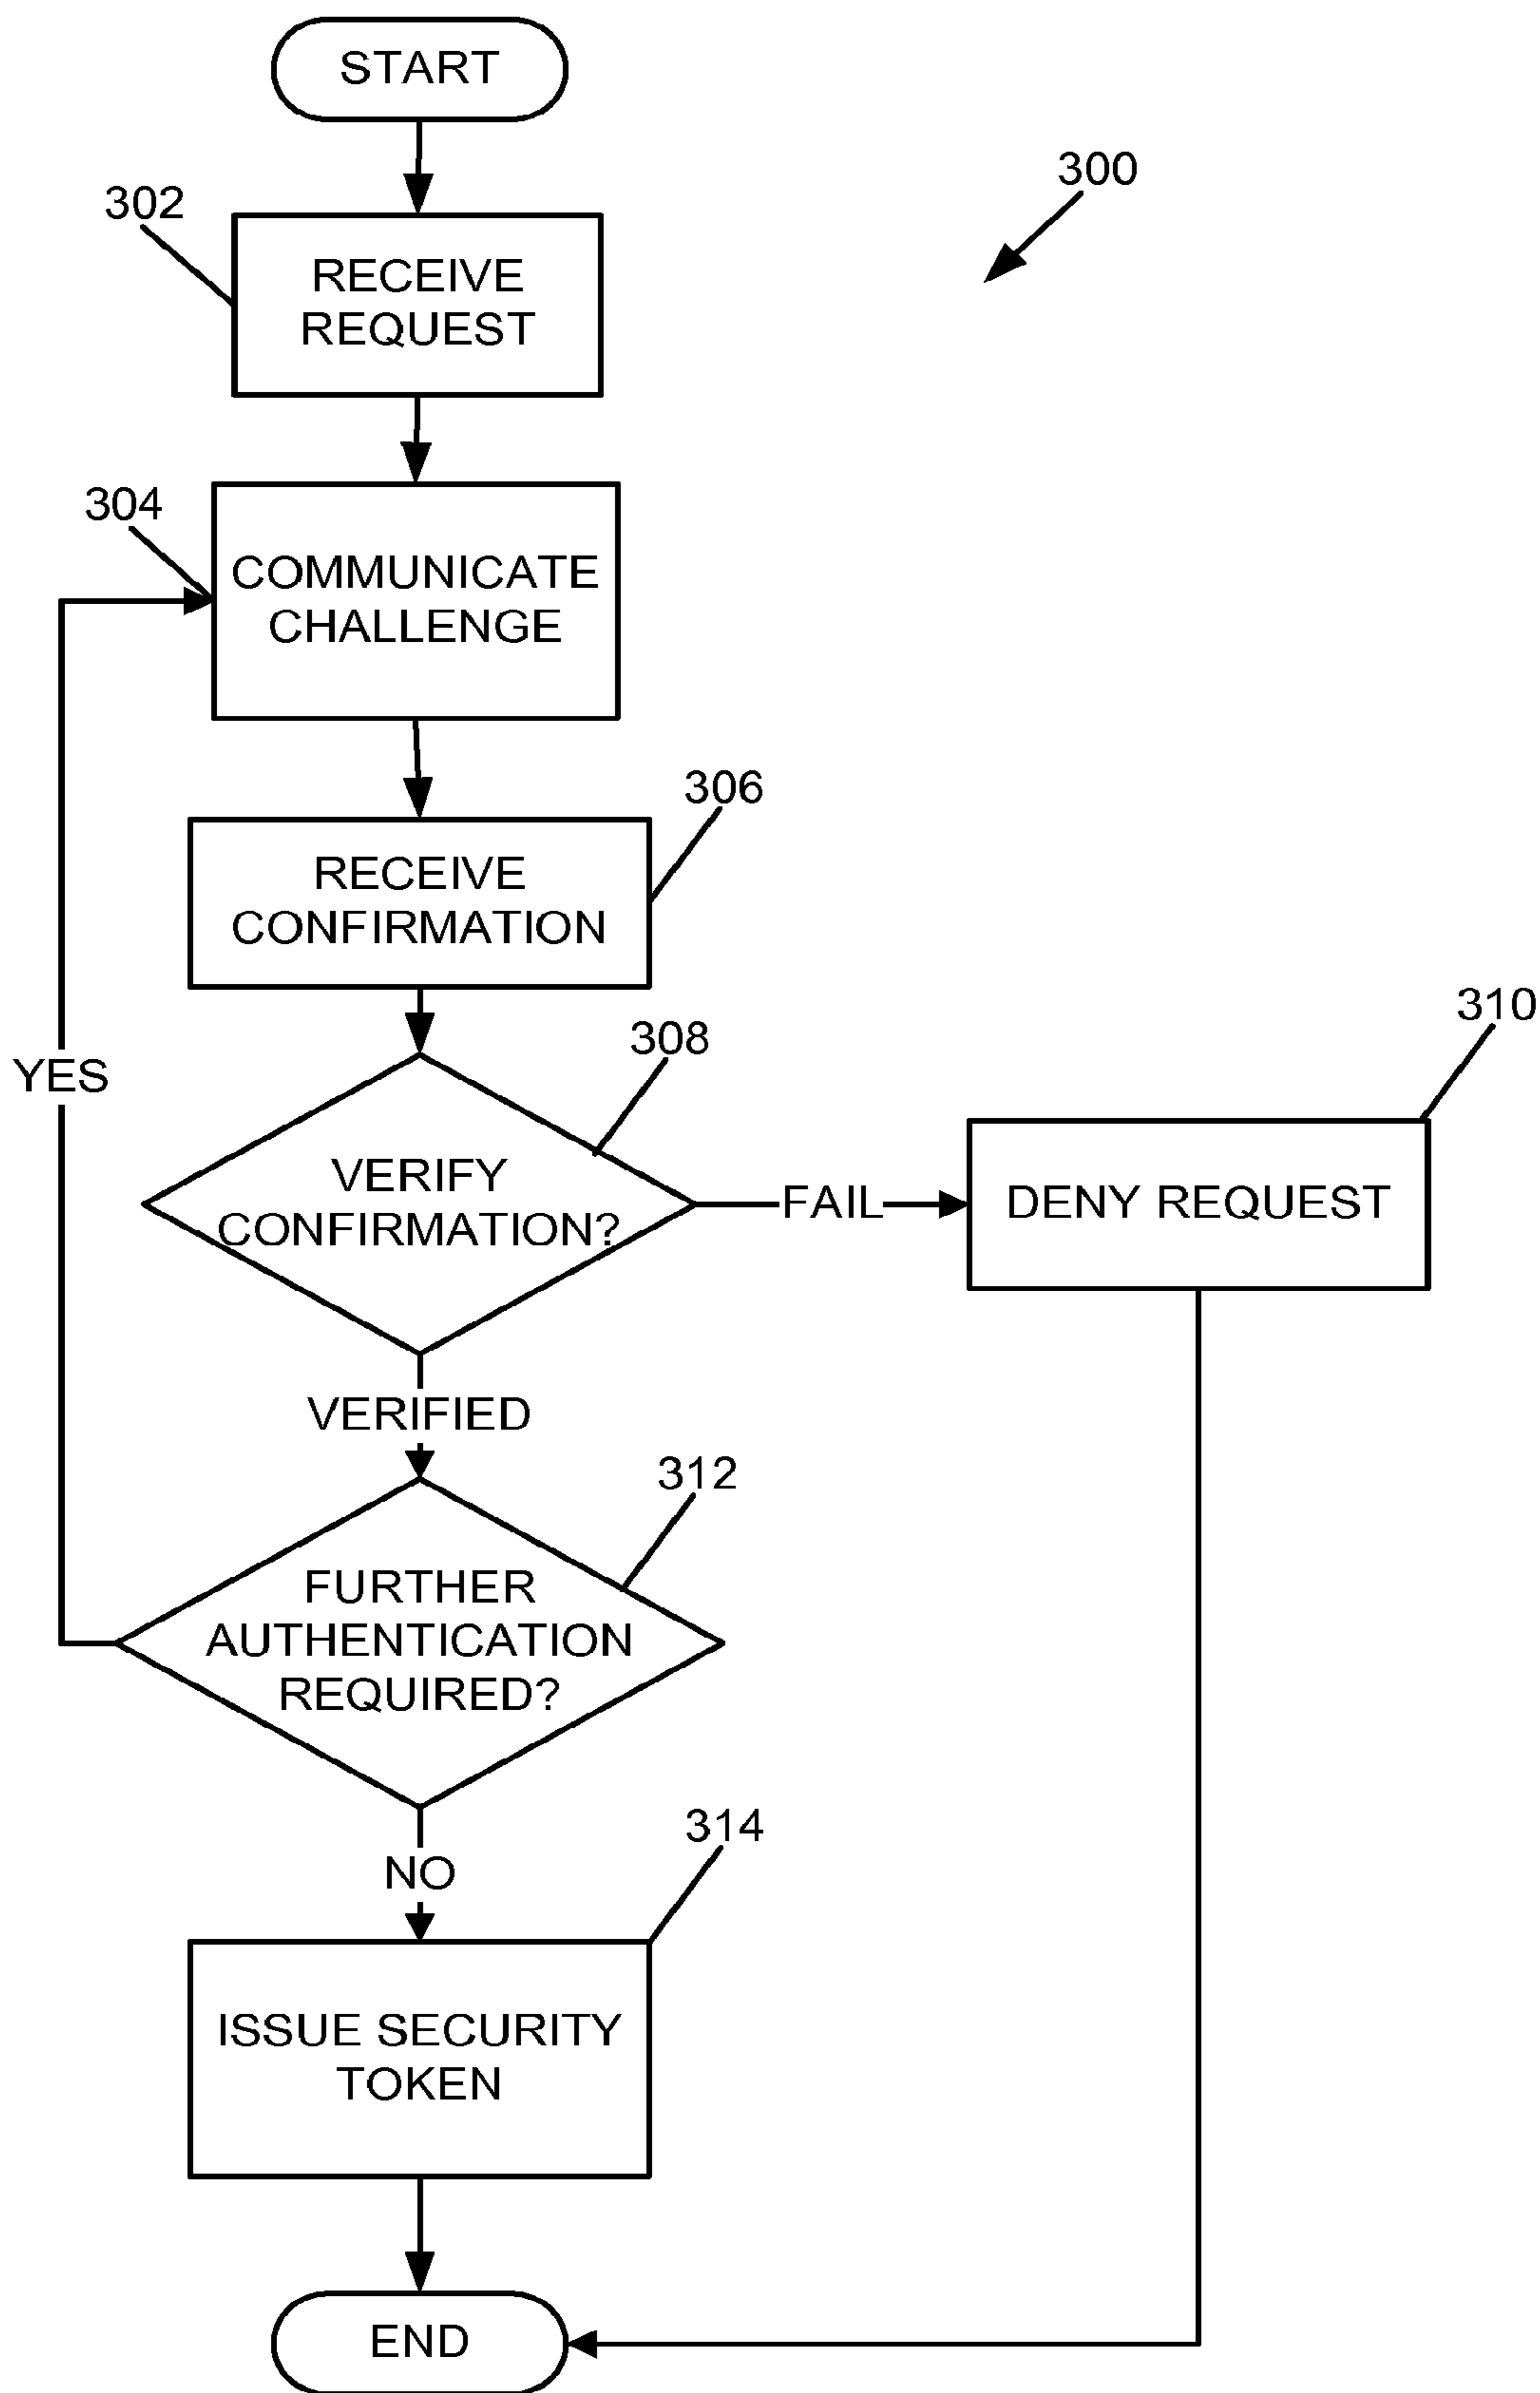 START
300
302
RECEIVE
REQUEST
304
COMMUNICATE
CHALLENGE
306
RECEIVE
CONFIRMATION
308
310
YES
VERIFY
CONFIRMATION?
FAIL
DENY REQUEST
VERIFIED
312
FURTHER
AUTHENTICATION
REQUIRED?
314
NO
ISSUE SECURITY
TOKEN
END